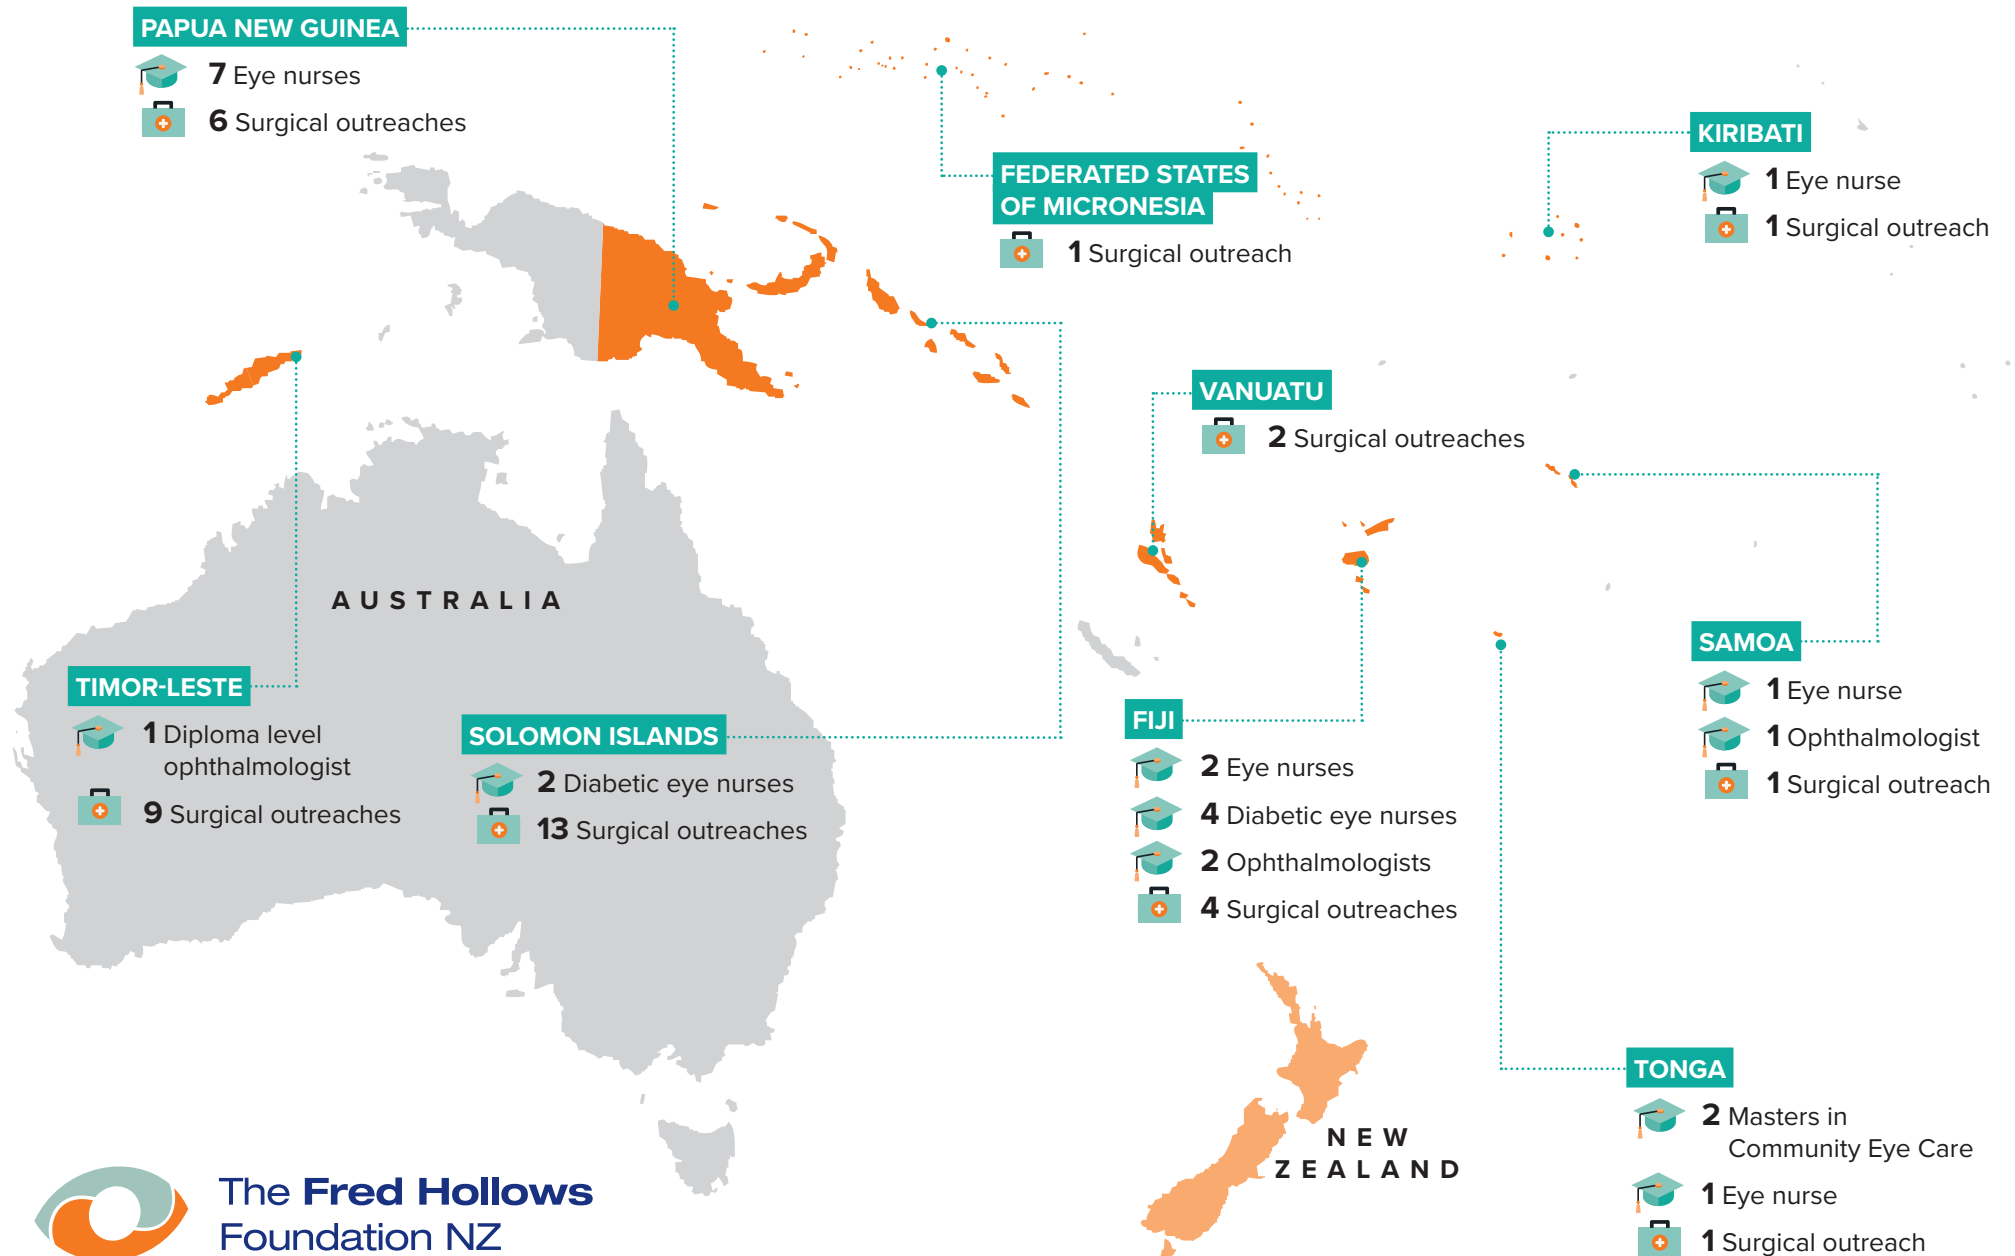 PAPUA NEW GUINEA
7 Eye nurses
6 Surgical outreaches
FEDERATED STATES
OF MICRONESIA
1 Surgical outreach
KIRIBATI
1 Eye nurse
1 Surgical outreach
VANUATU
2 Surgical outreaches
AUSTRALIA
TIMOR-LESTE
1 Diploma level
ophthalmologist
9 Surgical outreaches
SOLOMON ISLANDS
2 Diabetic eye nurses
13 Surgical outreaches
FIJI
2 Eye nurses
4 Diabetic eye nurses
2 Ophthalmologists
4 Surgical outreaches
SAMOA
1 Eye nurse
1 Ophthalmologist
1 Surgical outreach
NEW
ZEALAND
TONGA
2 Masters in
Community Eye Care
1 Eye nurse
1 Surgical outreach
The Fred Hollows
Foundation NZ